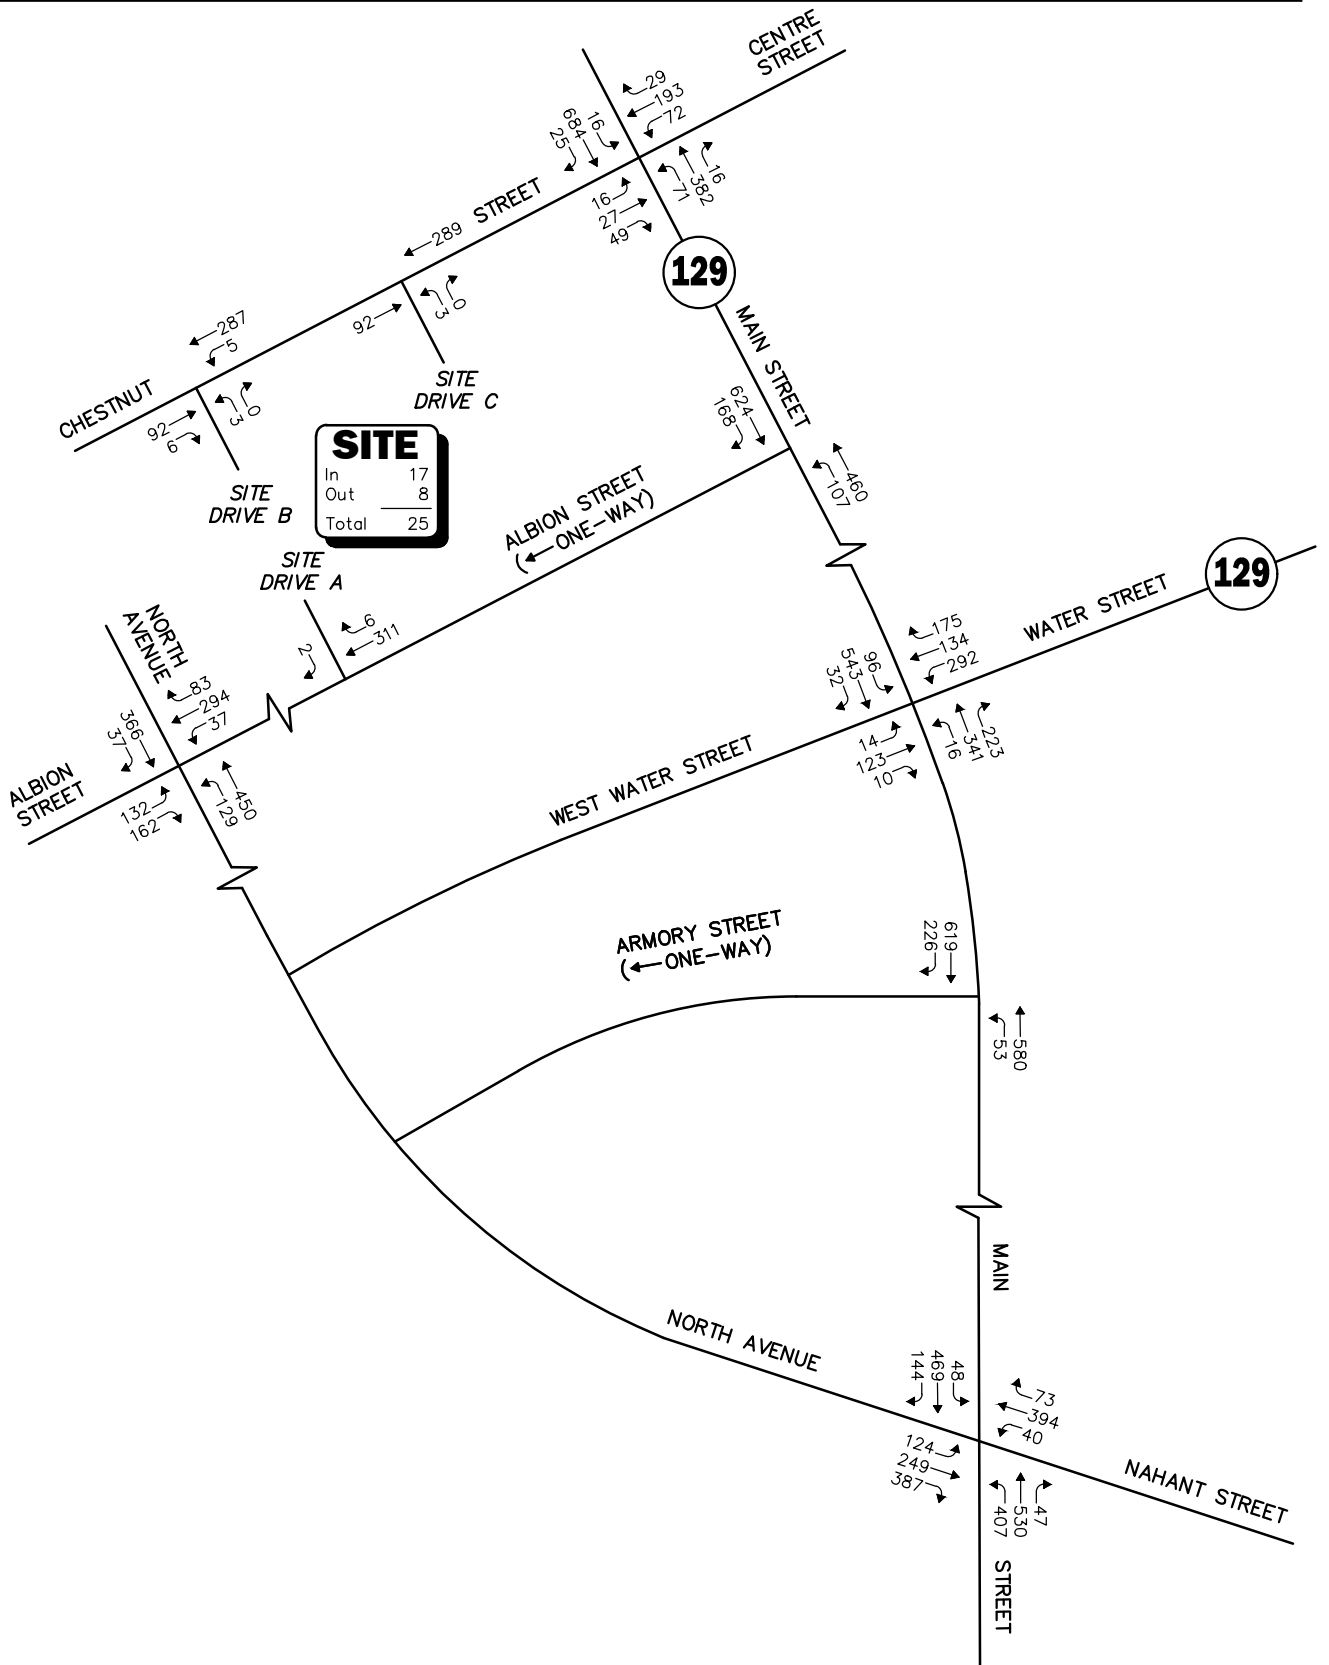 CENTRE
STREET
29
193
72
16
684
25
16
382
71
16
27
49
STREET
289
129
92
0
3
287
5
CHESTNUT
92
6
0
3
SITE
DRIVE C
SITE
DRIVE B
SITE
In 17
Out 8
Total 25
MAIN STREET
624
168
460
107
ALBION STREET
(←ONE-WAY)
SITE
DRIVE A
6
311
2
129
WATER STREET
175
134
292
96
543
32
14
123
10
223
341
16
NORTH
AVENUE
83
294
37
366
37
ALBION
STREET
132
162
450
129
WEST WATER STREET
ARMORY STREET
(←ONE-WAY)
619
226
580
53
MAIN
NORTH AVENUE
48
469
144
73
394
40
124
249
387
47
530
407
NAHANT STREET
STREET